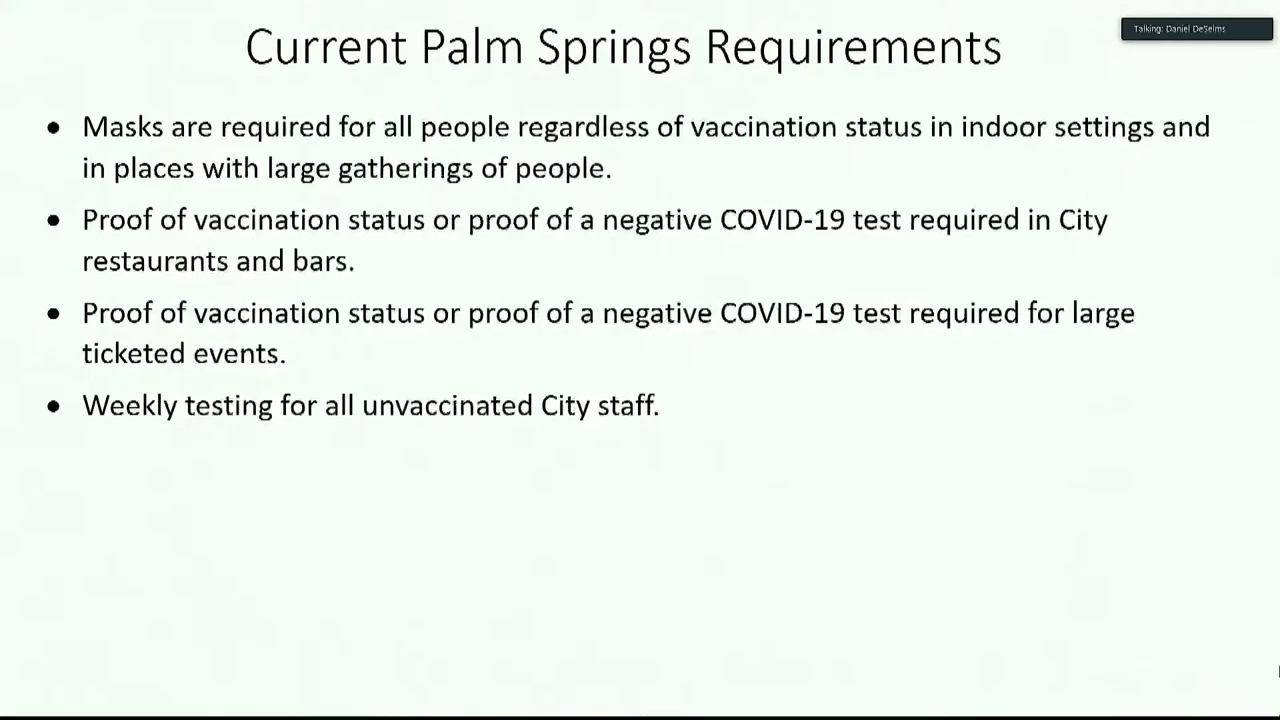 Current Palm Springs Requirements
Talking: Daniel DeSelms
• Masks are required for all people regardless of vaccination status in indoor settings and
in places with large gatherings of people.
• Proof of vaccination status or proof of a negative COVID-19 test required in City
restaurants and bars.
• Proof of vaccination status or proof of a negative COVID-19 test required for large
ticketed events.
• Weekly testing for all unvaccinated City staff.